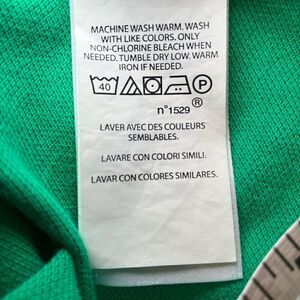 MACHINE WASH WARM. WASH
WITH LIKE COLORS. ONLY
NON-CHLORINE BLEACH WHEN
NEEDED. TUMBLE DRY LOW. WARM
IRON IF NEEDED.
40 P
n°1529 ®
LAVER AVEC DES COULEURS
SEMBLABLES.
LAVARE CON COLORI SIMILI.
LAVAR CON COLORES SIMILARES.